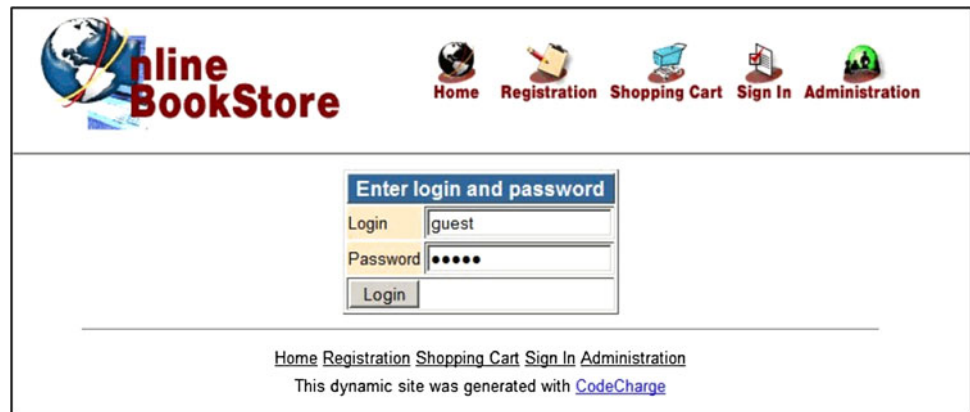 nline
BookStore
Home Registration Shopping Cart Sign In Administration
Enter login and password
Login guest
Password •••••
Login
Home Registration Shopping Cart Sign In Administration
This dynamic site was generated with CodeCharge